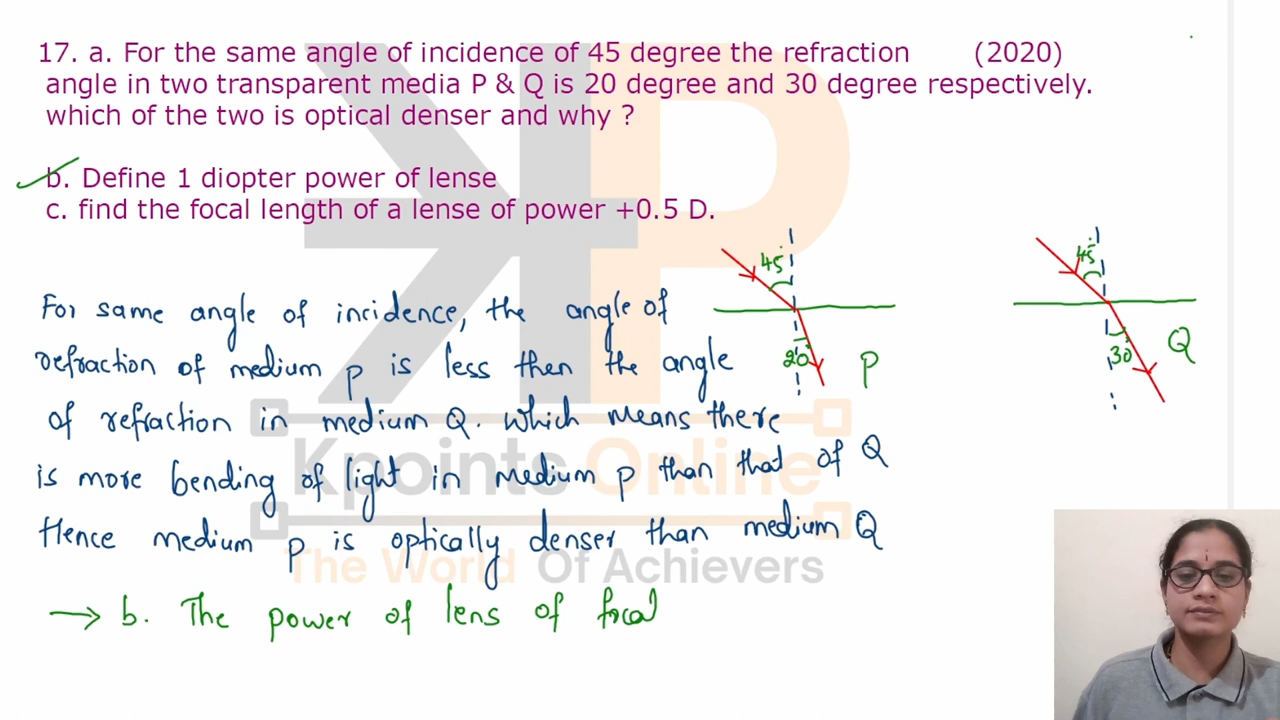 17. a. For the same angle of incidence of 45 degree the refraction (2020)
angle in two transparent media P & Q is 20 degree and 30 degree respectively.
which of the two is optical denser and why ?
b. Define 1 diopter power of lense
c. find the focal length of a lense of power +0.5 D.
45°
20°
P
45°
30°
Q
For same angle of incidence, the angle of
refraction of medium p is less then the angle
of refraction in medium Q. which means there
is more bending of light in medium p than that of Q
Hence medium p is optically denser than medium Q
→ b. The power of lens of focal
Kpoints Online
The World Of Achievers